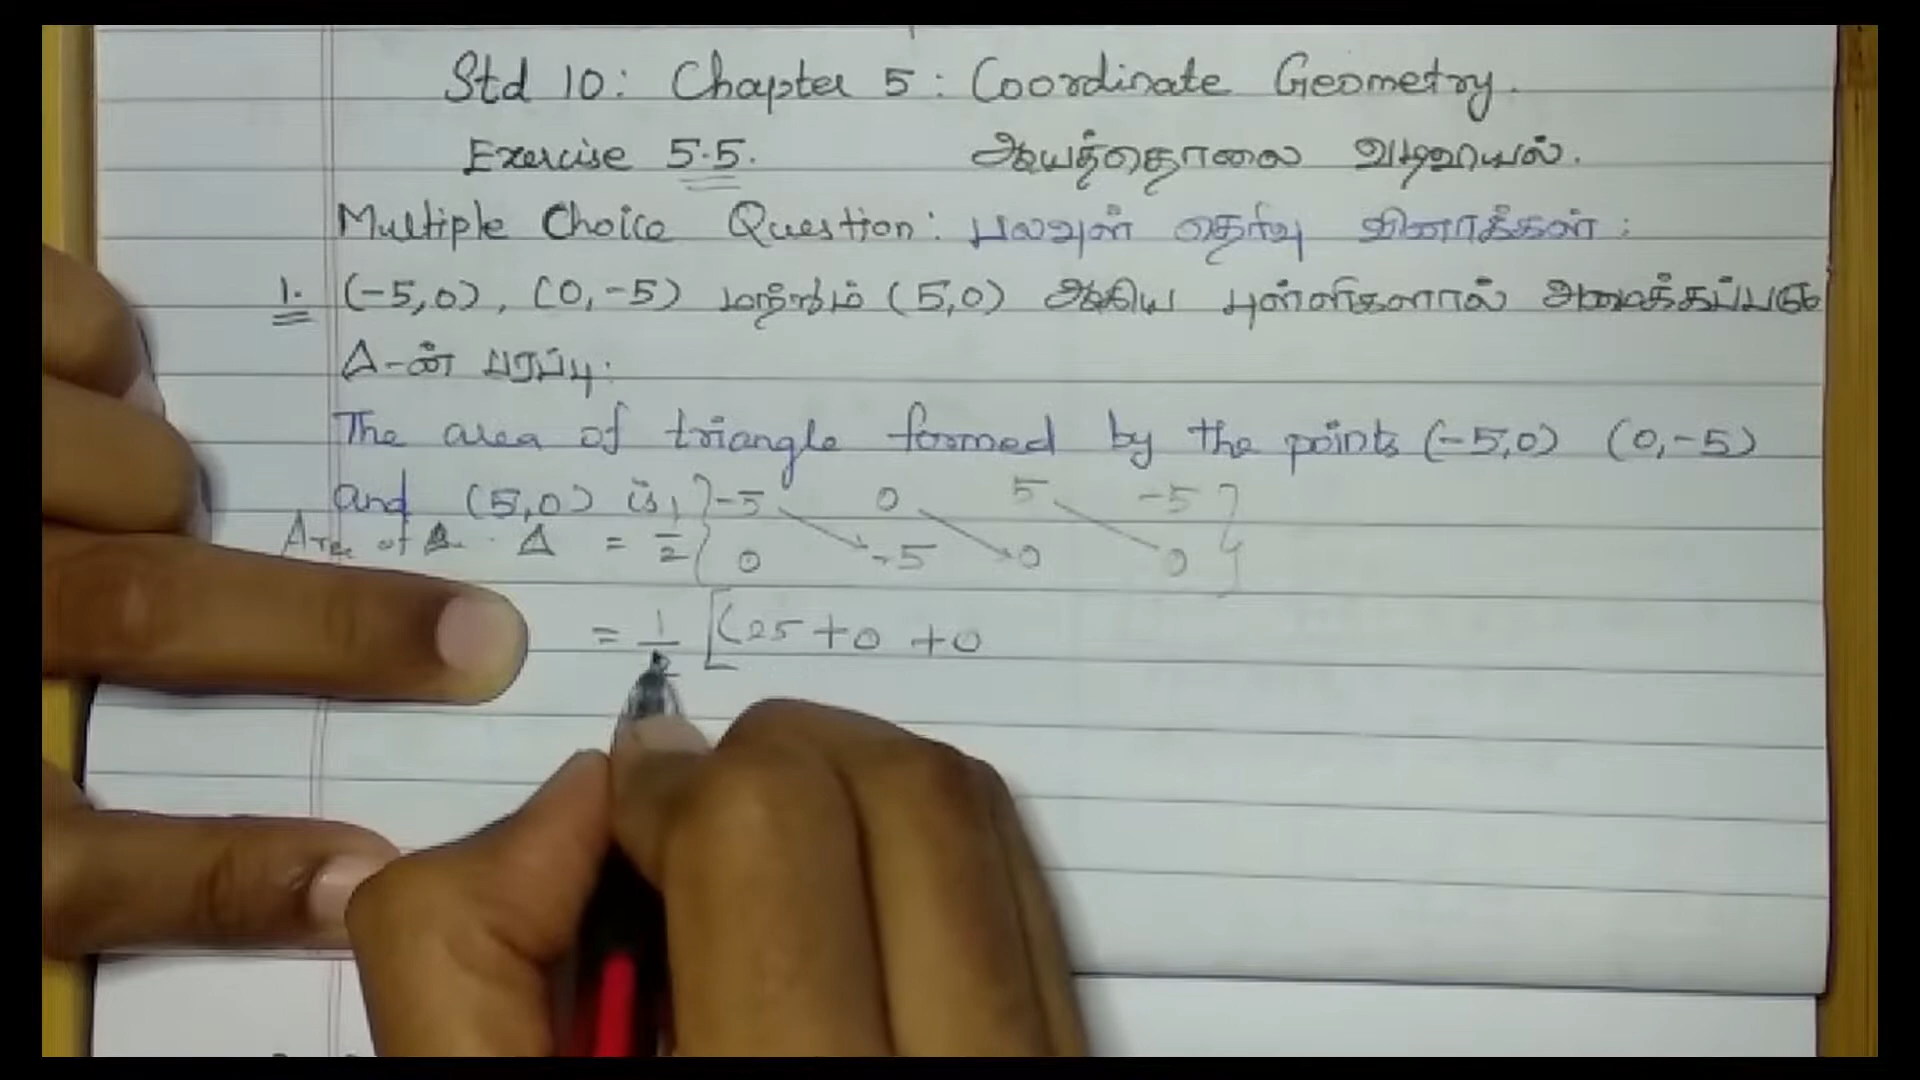 Std 10: Chapter 5: Coordinate Geometry.
Exercise 5.5. ஆயத்தொலை வடிவியல்.
Multiple Choice Question: பலவுள் தெரிவு வினாக்கள்:
1. (-5,0), (0,-5) மற்றும் (5,0) ஆகிய புள்ளிகளால் அமைக்கப்படும்
Δ-ன் பரப்பு:
The area of triangle formed by the points (-5,0) (0,-5)
and (5,0) is,
Area of Δ = 1/2 { -5 0 5 -5 }
0 -5 0 0
= 1/2 [(25+0+0